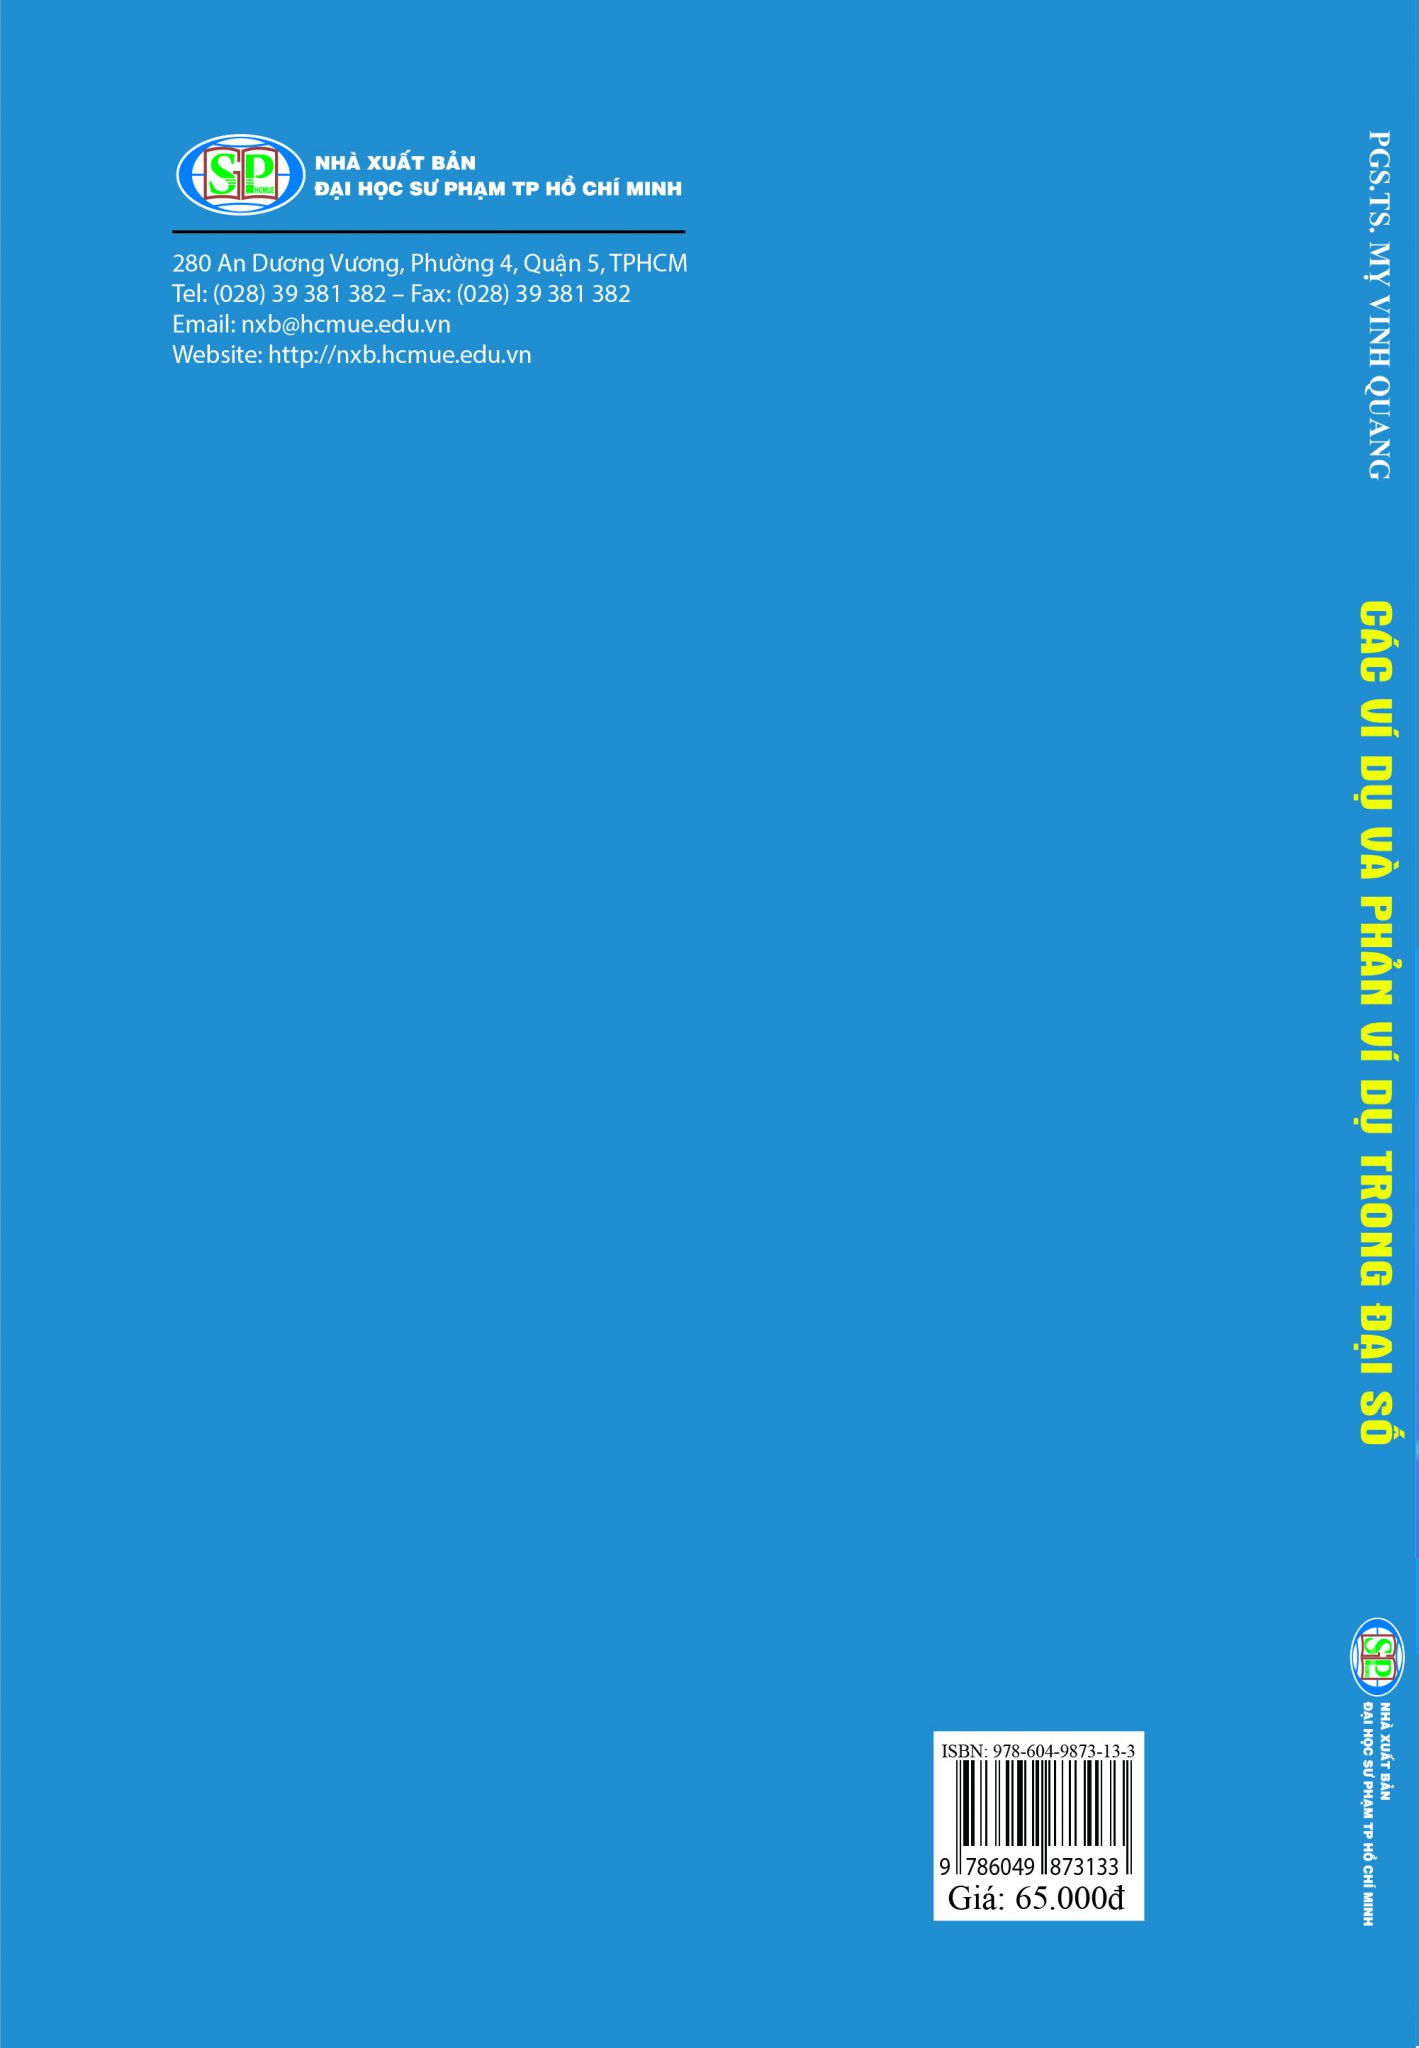 SP
HCMUE
NHÀ XUẤT BẢN
ĐẠI HỌC SƯ PHẠM TP HỒ CHÍ MINH
280 An Dương Vương, Phường 4, Quận 5, TPHCM
Tel: (028) 39 381 382 – Fax: (028) 39 381 382
Email: nxb@hcmue.edu.vn
Website: http://nxb.hcmue.edu.vn
PGS.TS. MỴ VINH QUANG
CÁC VÍ DỤ VÀ PHẢN VÍ DỤ TRONG ĐẠI SỐ
SP
NHÀ XUẤT BẢN
ĐẠI HỌC SƯ PHẠM TP HỒ CHÍ MINH
ISBN: 978-604-9873-13-3
9 786049 873133
Giá: 65.000đ